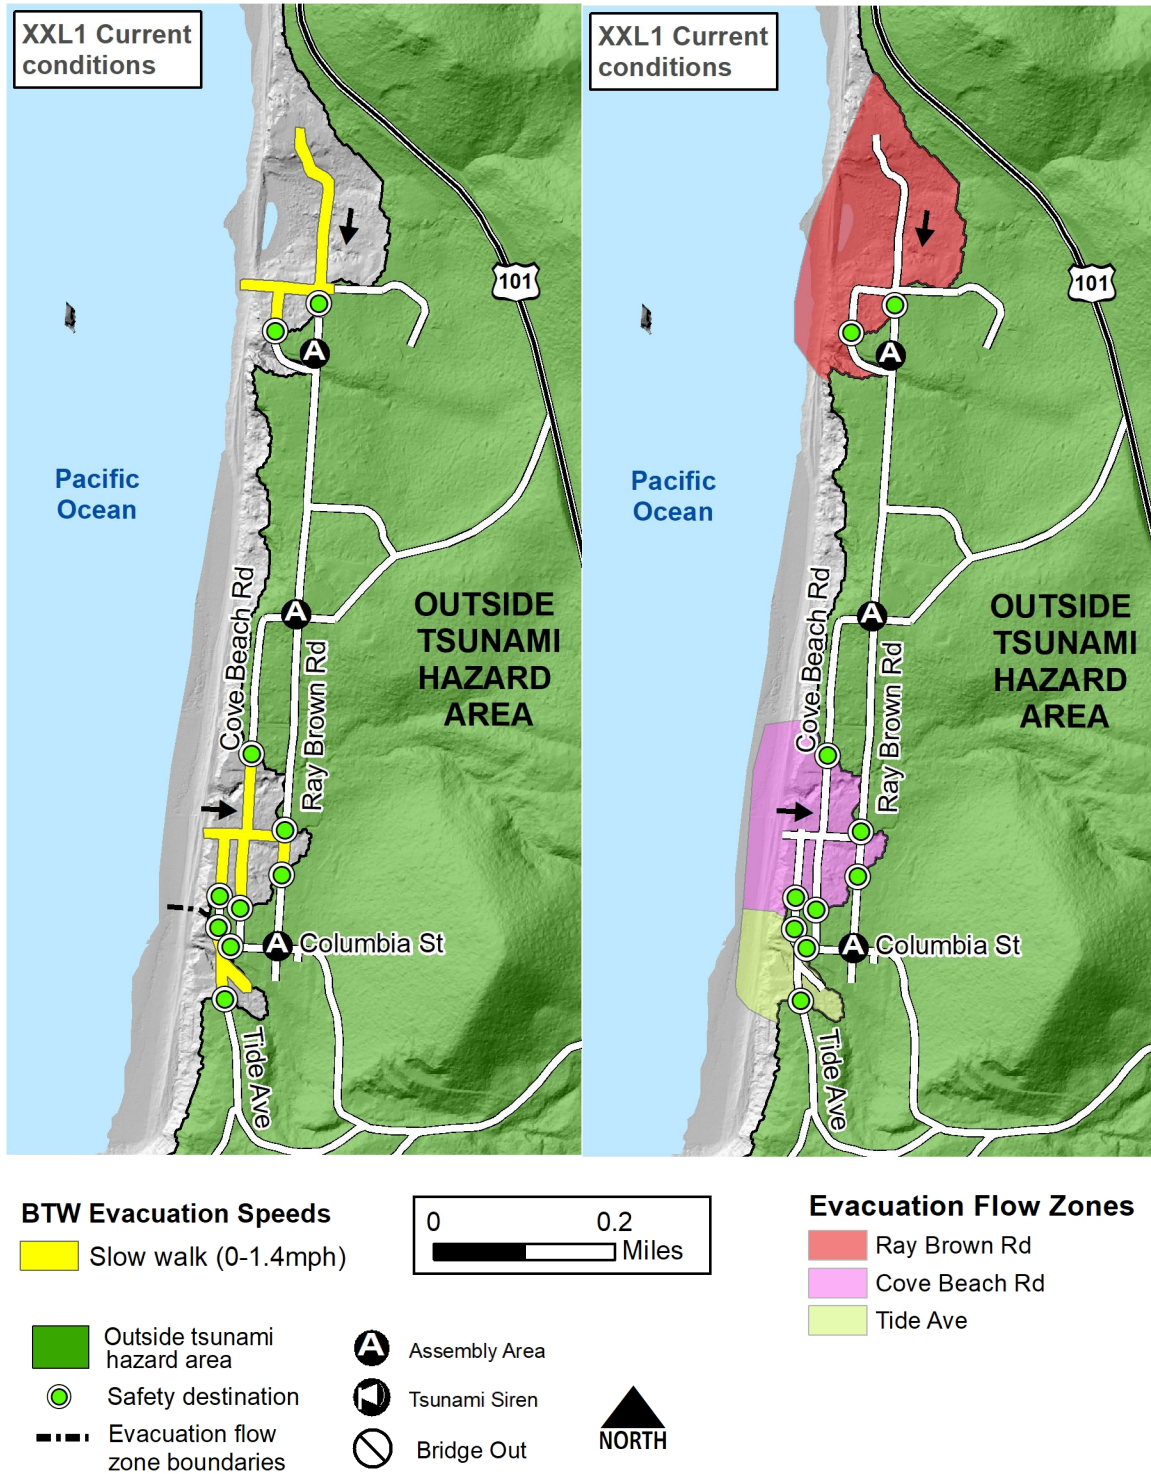 XXL1 Current
conditions
101
A
Pacific
Ocean
Cove Beach Rd
A
OUTSIDE
TSUNAMI
HAZARD
AREA
Ray Brown Rd
A
Columbia St
Tide Ave
XXL1 Current
conditions
101
A
Pacific
Ocean
Cove Beach Rd
A
OUTSIDE
TSUNAMI
HAZARD
AREA
Ray Brown Rd
A
Columbia St
Tide Ave
BTW Evacuation Speeds
Slow walk (0-1.4mph)
0 0.2
Miles
Evacuation Flow Zones
Ray Brown Rd
Cove Beach Rd
Tide Ave
Outside tsunami
hazard area
Safety destination
Evacuation flow
zone boundaries
A Assembly Area
Tsunami Siren
Bridge Out
NORTH